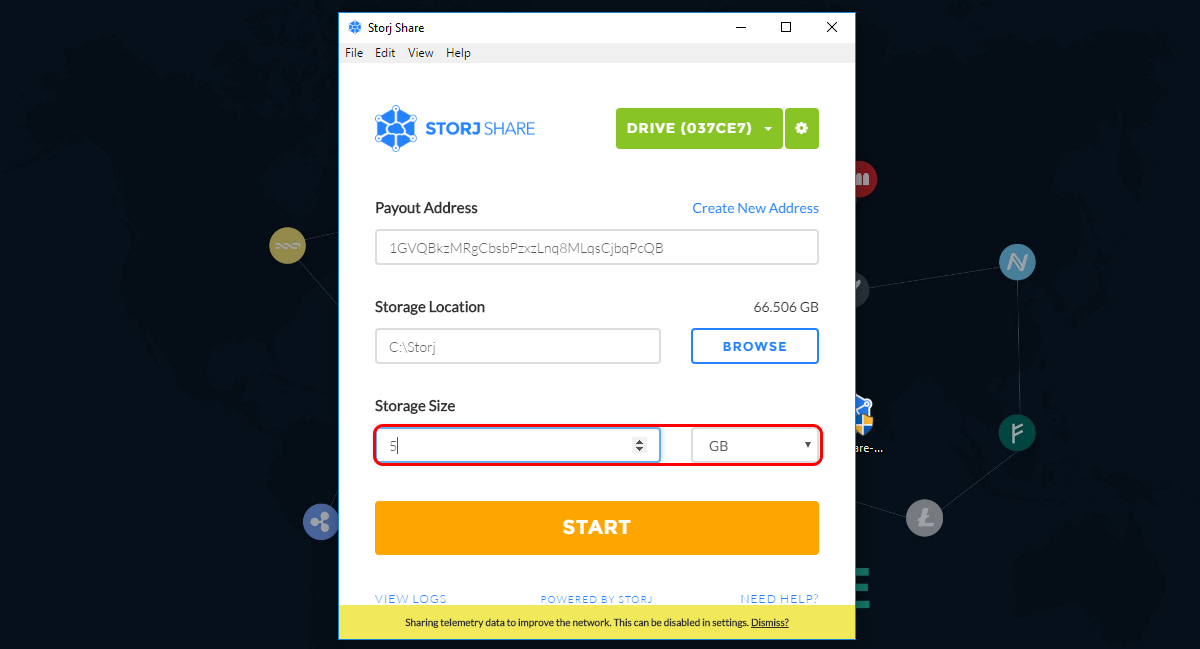 Storj Share
File Edit View Help
STORJ SHARE
DRIVE (037CE7)
Payout Address
Create New Address
1GVQBkzMRgCbsbPzxzLnq8MLqsCjbqPcQB
Storage Location
66.506 GB
C:\Storj
BROWSE
Storage Size
5
GB
are-...
START
VIEW LOGS
POWERED BY STORJ
NEED HELP?
Sharing telemetry data to improve the network. This can be disabled in settings. Dismiss?